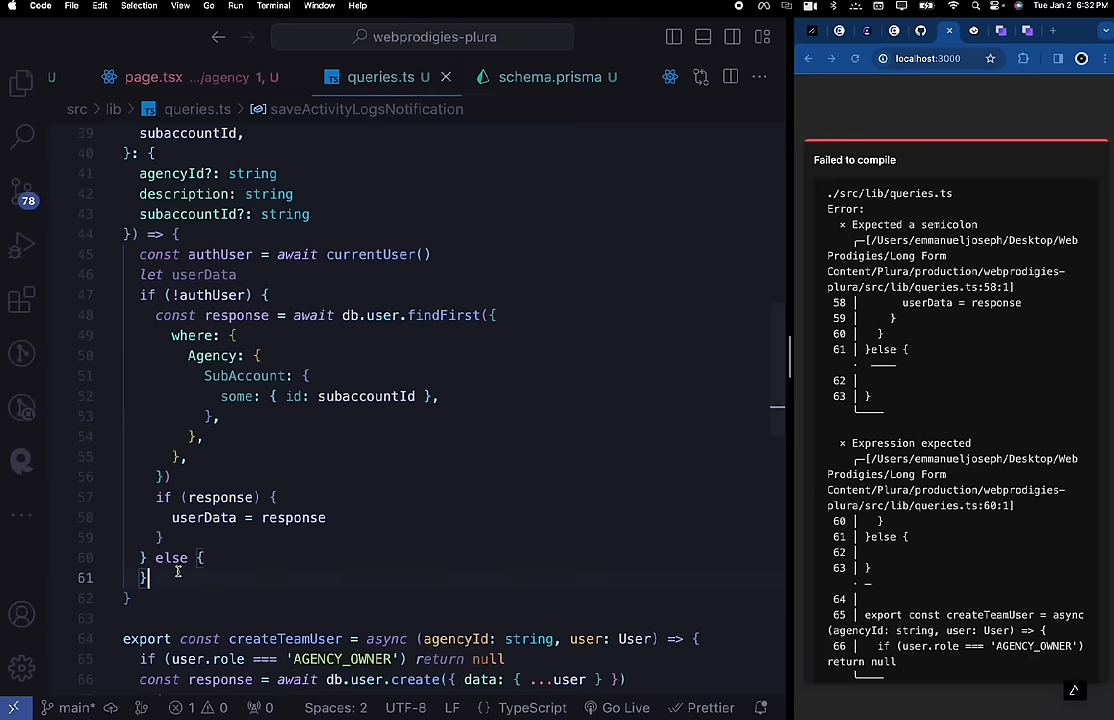 Code File Edit Selection View Go Run Terminal Window Help Tue Jan 2 6:32 PM
webprodigies-plura
U page.tsx .../agency 1, U queries.ts U schema.prisma U
src > lib > queries.ts > saveActivityLogsNotification
39 subaccountId,
40 }: {
41 agencyId?: string
42 description: string
43 subaccountId?: string
44 }) => {
45 const authUser = await currentUser()
46 let userData
47 if (!authUser) {
48 const response = await db.user.findFirst({
49 where: {
50 Agency: {
51 SubAccount: {
52 some: { id: subaccountId },
53 },
54 },
55 },
56 })
57 if (response) {
58 userData = response
59 }
60 } else {
61 }
62 }
63
64 export const createTeamUser = async (agencyId: string, user: User) => {
65 if (user.role === 'AGENCY_OWNER') return null
66 const response = await db.user.create({ data: { ...user } })
78
main* 1 0 0 Spaces: 2 UTF-8 LF {} TypeScript Go Live Prettier
localhost:3000
Failed to compile
./src/lib/queries.ts
Error:
× Expected a semicolon
[/Users/emmanueljoseph/Desktop/Web
Prodigies/Long Form
Content/Plura/production/webprodigies-
plura/src/lib/queries.ts:58:1]
58 | userData = response
59 | }
60 | }
61 | }else {
62 |
63 | }
× Expression expected
[/Users/emmanueljoseph/Desktop/Web
Prodigies/Long Form
Content/Plura/production/webprodigies-
plura/src/lib/queries.ts:60:1]
60 | }
61 | }else {
62 |
63 | }
64 |
65 | export const createTeamUser = async
(agencyId: string, user: User) => {
66 | if (user.role === 'AGENCY_OWNER')
return null